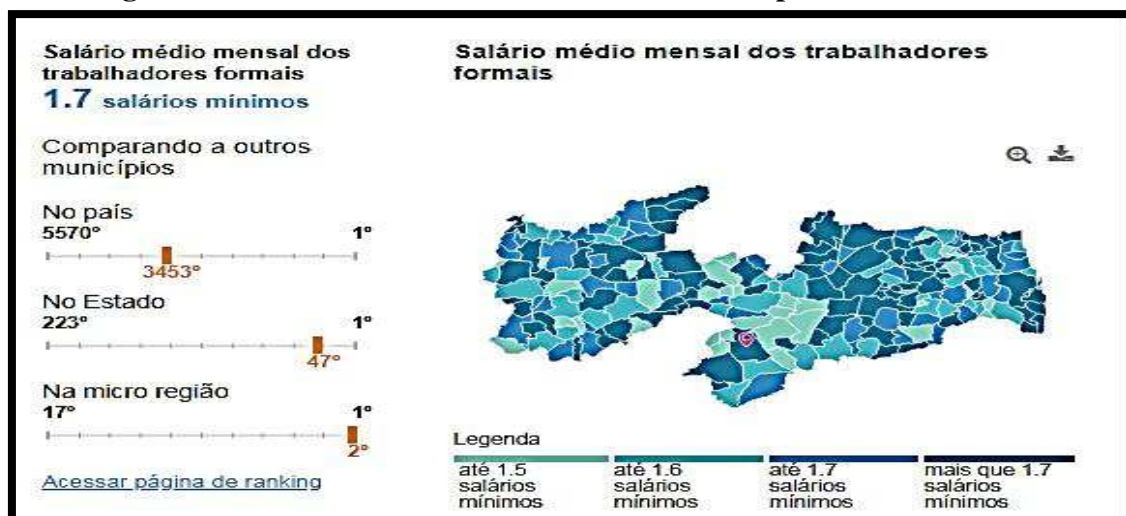 Salário médio mensal dos
trabalhadores formais
1.7 salários mínimos
Comparando a outros
municípios
No país
5570° 1°
3453°
No Estado
223° 1°
47°
Na micro região
17° 1°
2°
Acessar página de ranking
Salário médio mensal dos trabalhadores
formais
Legenda
até 1.5
salários
mínimos
até 1.6
salários
mínimos
até 1.7
salários
mínimos
mais que 1.7
salários
mínimos